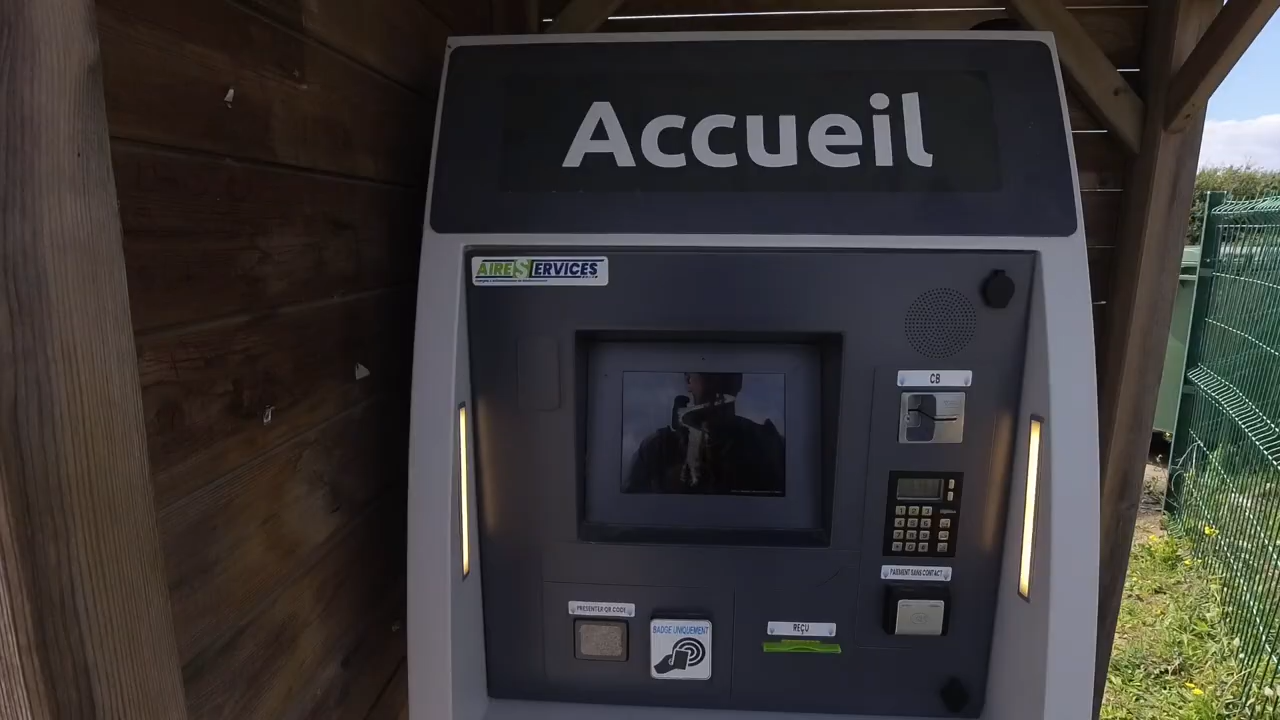 Accueil
AIRESERVICES
CB
PAIEMENT SANS CONTACT
PRESENTER QR CODE
BADGE UNIQUEMENT
REÇU